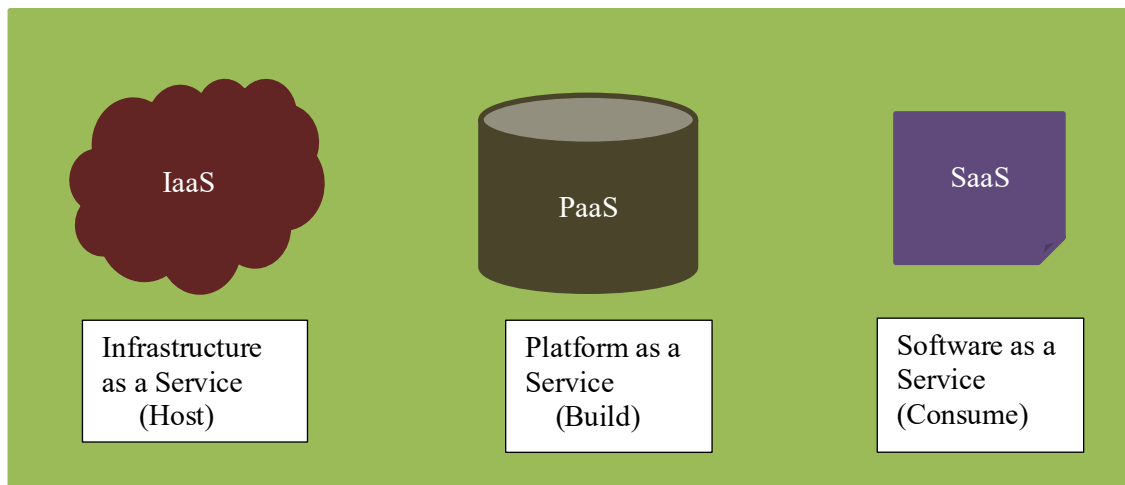 IaaS
PaaS
SaaS
Infrastructure
as a Service
(Host)
Platform as a
Service
(Build)
Software as a
Service
(Consume)